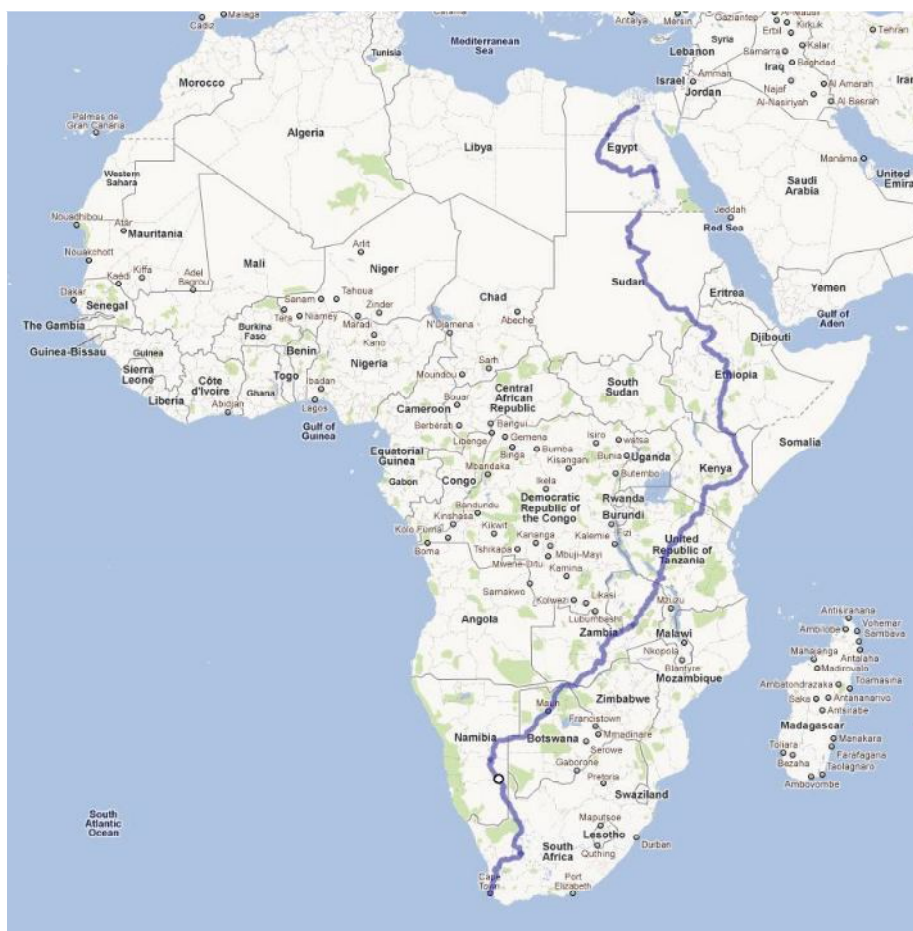 Cadiz
Malaga
Mediterranean
Sea
Antalya
Mersin
Gaziantep
Kirkuk
Erbil
Syria
Kalar
Tehran
Samarra
Baghdad
Lebanon
Iraq
Israel
Amman
Jordan
Najaf
Al Amarah
Al-Nasiriyah
Al Basrah
Iran
Tunisia
Morocco
Palmas de
Gran Canaria
Algeria
Libya
Egypt
Manāma
United
Emira
Saudi
Arabia
Western
Sahara
Jeddah
Red Sea
Nouadhibou
Atâr
Mauritania
Nouakchott
Mali
Arlit
Niger
Kaédi
Kiffa
Adel
Bagrou
Dakar
Senegal
The Gambia
Guinea-Bissau
Guinea
Sierra
Leone
Liberia
Côte
d'Ivoire
Abidjan
Burkina
Faso
Ghana
Togo
Benin
Tera
Sanam
Tahoua
Niamey
Zinder
Maradi
Kano
Nigeria
Ibadan
Lagos
Gulf of
Guinea
Chad
N'Djamena
Abeche
Sudan
Eritrea
Yemen
Gulf of
Aden
Djibouti
Ethiopia
Somalia
Moundou
Sarh
Cameroon
Bouar
Central
African
Republic
South
Sudan
Berbérati
Bangui
Libenge
Gemena
Binga
Bumba
Isiro
watsa
Bunia
Uganda
Kisangani
Butembo
Kenya
Equatorial
Guinea
Gabon
Congo
Mbandaka
Ikela
Democratic
Republic of
the Congo
Rwanda
Burundi
Fizi
Bandundu
Kinshasa
Kikwit
Boma
Kananga
Kalemie
Tshikapa
Mbuji-Mayi
Mwene-Ditu
Kamina
United
Republic of
Tanzania
Samakwo
Kolwezi
Likasi
Lubumbashi
Mzuzu
Angola
Zambia
Malawi
Nkopola
Blantyre
Mozambique
Maun
Zimbabwe
Namibia
Botswana
Francistown
Mmadinare
Serowe
Gaborone
Pretoria
Swaziland
Maputsoe
Lesotho
Quthing
Durban
South
Africa
Cape
Town
Port
Elizabeth
Antsiranana
Ambilobe
Vohemar
Sambava
Mahajanga
Antalaha
Madirovalo
Toamasina
Ambatondrazaka
Saka
Antananarivo
Antsirabe
Madagascar
Manakara
Toliara
Farafagana
Bezaha
Taolagnaro
Ambovombe
South
Atlantic
Ocean